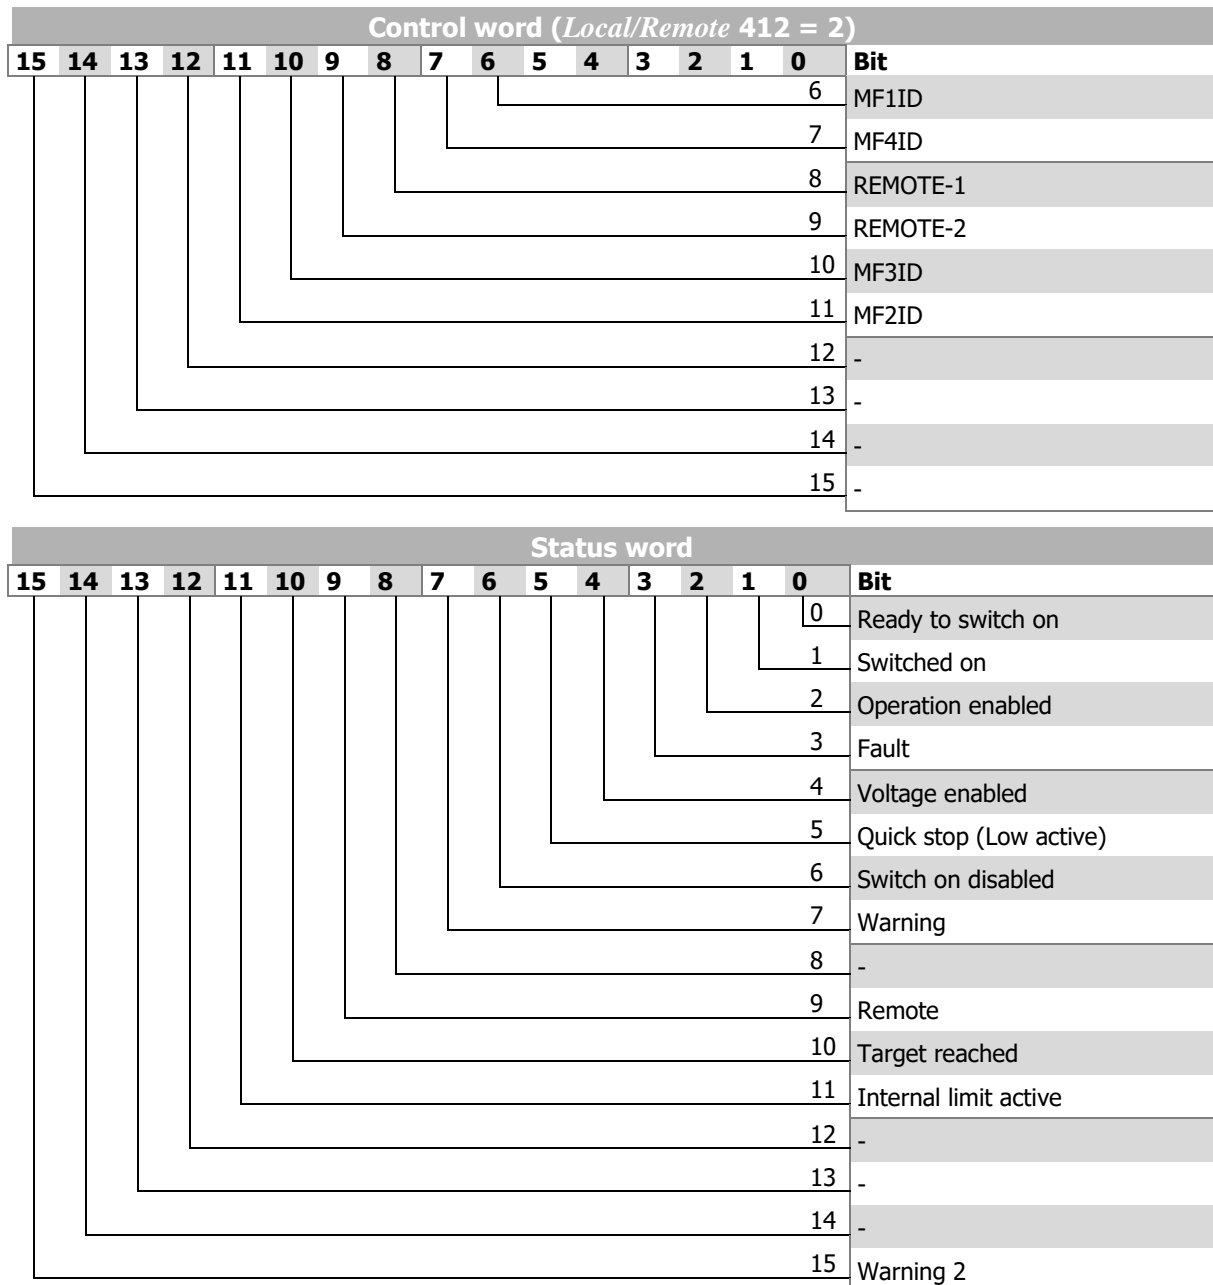 Control word (Local/Remote 412 = 2)
15 14 13 12 11 10 9 8 7 6 5 4 3 2 1 0 Bit
6 MF1ID
7 MF4ID
8 REMOTE-1
9 REMOTE-2
10 MF3ID
11 MF2ID
12 -
13 -
14 -
15 -
Status word
15 14 13 12 11 10 9 8 7 6 5 4 3 2 1 0 Bit
0 Ready to switch on
1 Switched on
2 Operation enabled
3 Fault
4 Voltage enabled
5 Quick stop (Low active)
6 Switch on disabled
7 Warning
8 -
9 Remote
10 Target reached
11 Internal limit active
12 -
13 -
14 -
15 Warning 2